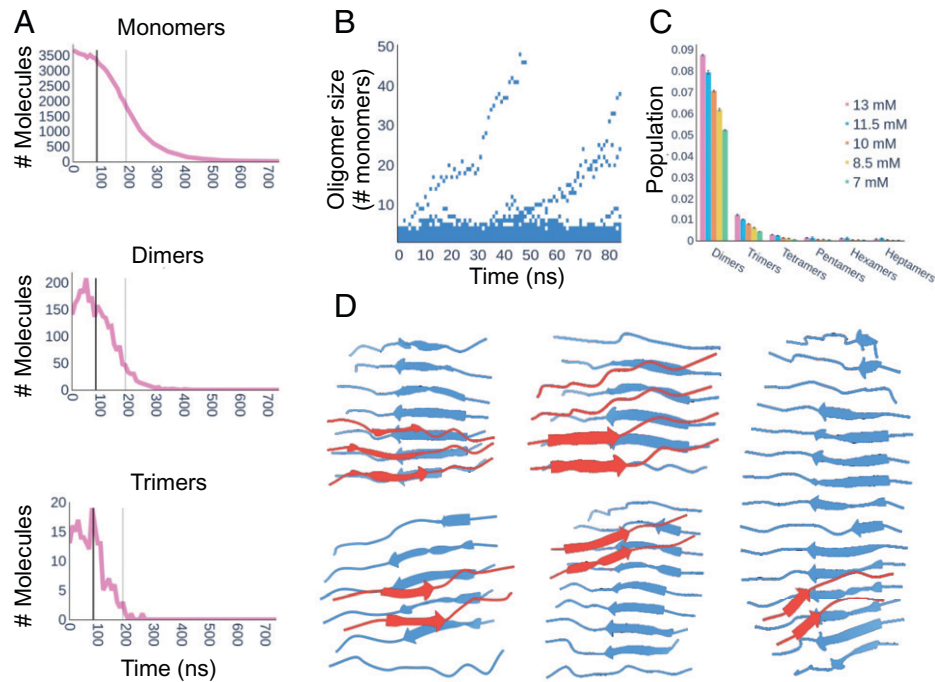 A
Monomers
# Molecules
3500
3000
2500
2000
1500
1000
500
0
0
100
200
300
400
500
600
700
Dimers
# Molecules
200
150
100
50
0
0
100
200
300
400
500
600
700
Trimers
# Molecules
20
15
10
5
0
0
100
200
300
400
500
600
700
Time (ns)
B
Oligomer size
(# monomers)
50
40
30
20
10
0
10
20
30
40
50
60
70
80
Time (ns)
C
Population
0.09
0.08
0.07
0.06
0.05
0.04
0.03
0.02
0.01
0
13 mM
11.5 mM
10 mM
8.5 mM
7 mM
Dimers
Trimers
Tetramers
Pentamers
Hexamers
Heptamers
D